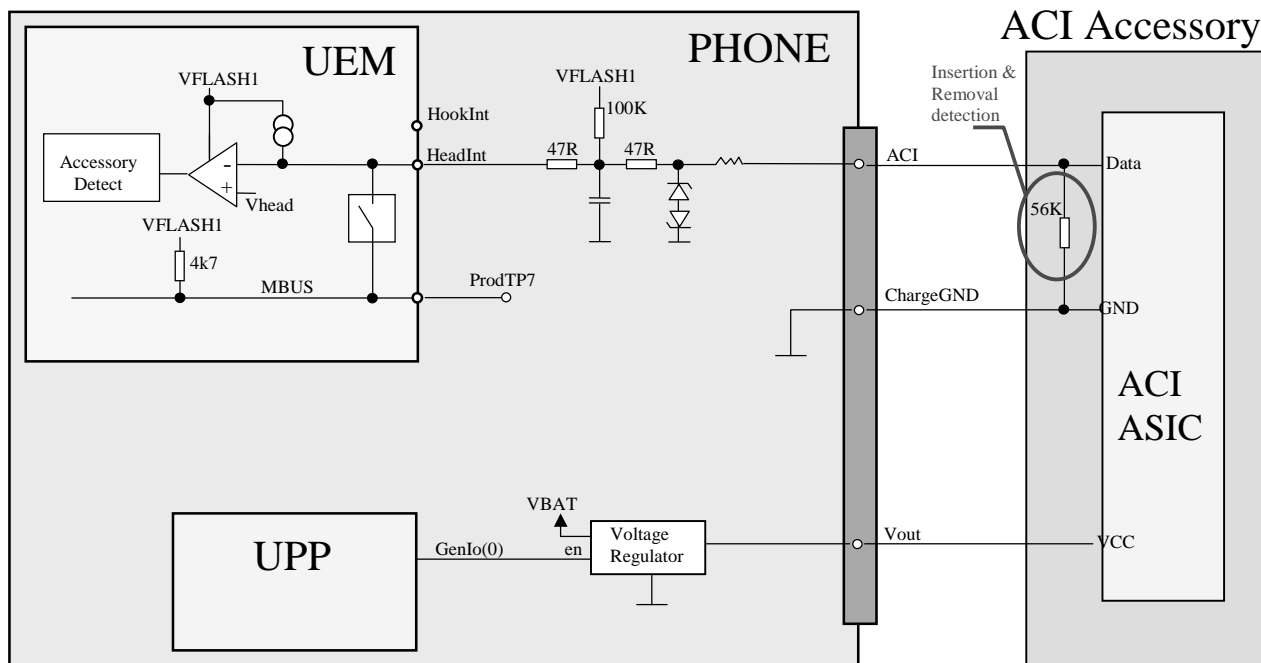 ACI Accessory
PHONE
UEM
VFLASH1
HookInt
HeadInt
Accessory
Detect
-
+
Vhead
VFLASH1
4k7
MBUS
ProdTP7
VFLASH1
100K
47R
47R
ACI
Insertion &
Removal
detection
Data
56K
ChargeGND
GND
ACI
ASIC
UPP
GenIo(0)
VBAT
en
Voltage
Regulator
Vout
VCC